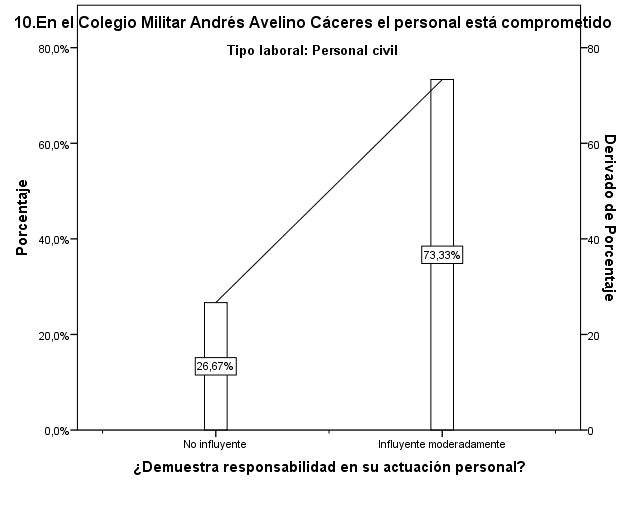 10.En el Colegio Militar Andrés Avelino Cáceres el personal está comprometido
Tipo laboral: Personal civil
80,0%
60,0%
40,0%
20,0%
0,0%
Porcentaje
80
60
40
20
0
Derivado de Porcentaje
26,67%
73,33%
No influyente
Influyente moderadamente
¿Demuestra responsabilidad en su actuación personal?